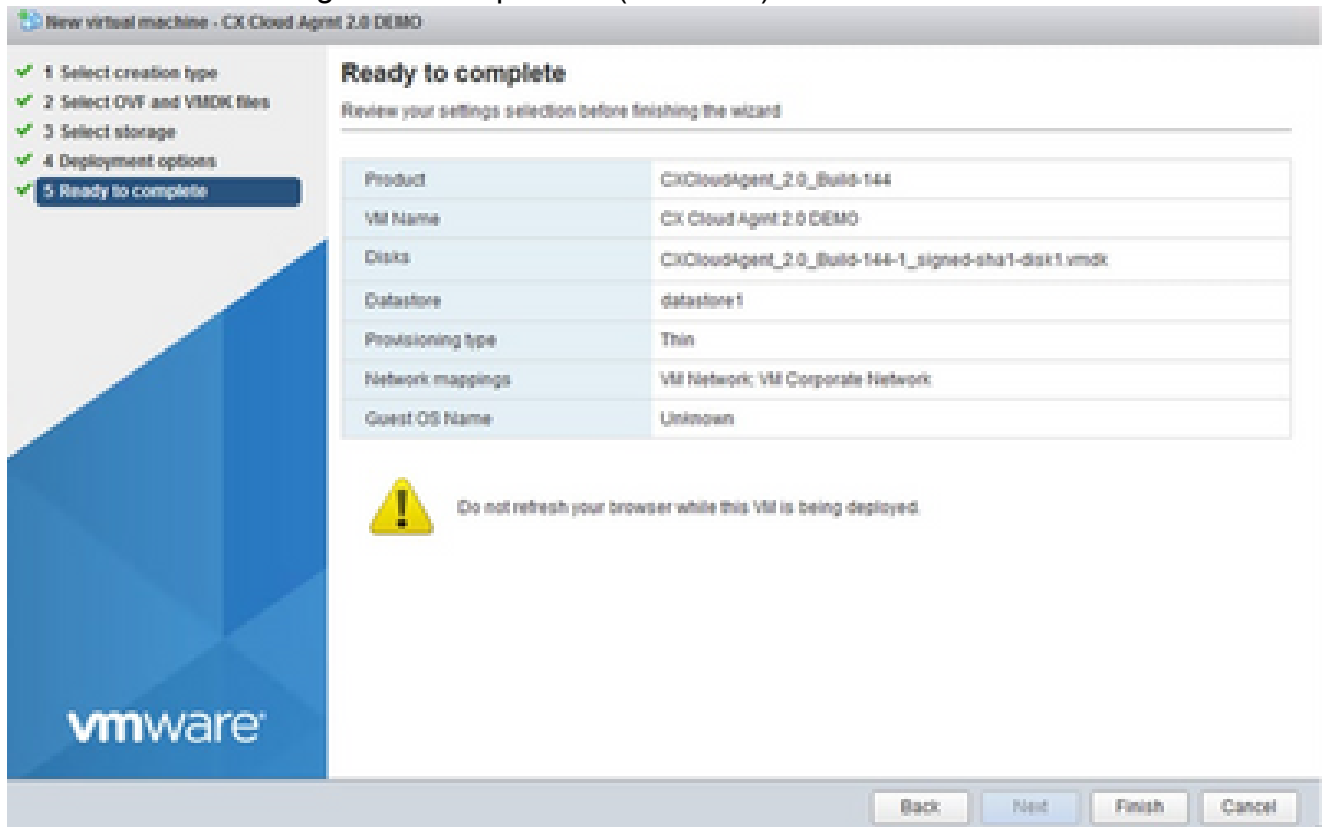 New virtual machine - CX Cloud Agmt 2.0 DEMO
1 Select creation type
2 Select OVF and VMDK files
3 Select storage
4 Deployment options
5 Ready to complete
Ready to complete
Review your settings selection before finishing the wizard
Product CXCloudAgent_2.0_Build-144
VM Name CX Cloud Agmt 2.0 DEMO
Disks CXCloudAgent_2.0_Build-144-1_signed-sha1-disk1.vmdk
Datastore datastore1
Provisioning type Thin
Network mappings VM Network: VM Corporate Network
Guest OS Name Unknown
Do not refresh your browser while this VM is being deployed.
vmware
Back Next Finish Cancel